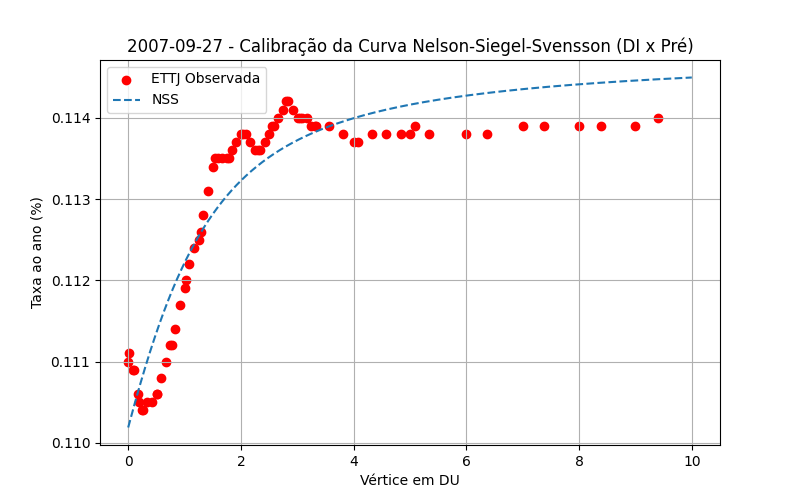 2007-09-27 - Calibração da Curva Nelson-Siegel-Svensson (DI x Pré)
ETTJ Observada
NSS
Taxa ao ano (%)
0.114
0.113
0.112
0.111
0.110
0 2 4 6 8 10
Vértice em DU